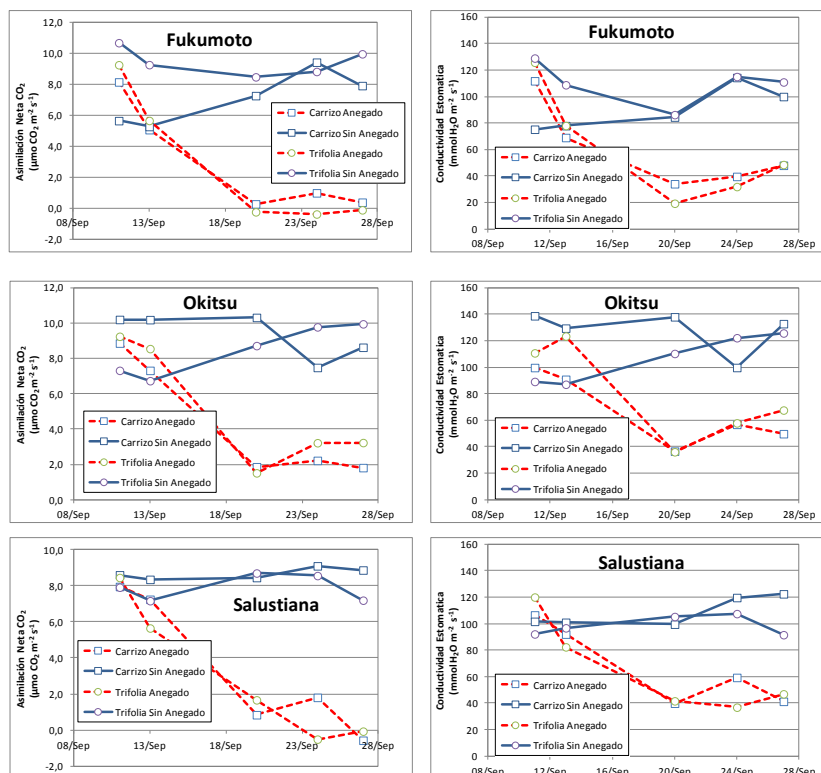 Fukumoto
Asimilación Neta CO2
(µmo CO2 m-2 s-1)
12,0
10,0
8,0
6,0
4,0
2,0
0,0
-2,0
08/Sep 13/Sep 18/Sep 23/Sep 28/Sep
Carrizo Anegado
Carrizo Sin Anegado
Trifolia Anegado
Trifolia Sin Anegado
Fukumoto
Conductividad Estomatica
(mmol H2O m-2 s-1)
160
140
120
100
80
60
40
20
0
08/Sep 12/Sep 16/Sep 20/Sep 24/Sep 28/Sep
Carrizo Anegado
Carrizo Sin Anegado
Trifolia Anegado
Trifolia Sin Anegado
Okitsu
Asimilación Neta CO2
(µmo CO2 m-2 s-1)
12,0
10,0
8,0
6,0
4,0
2,0
0,0
08/Sep 13/Sep 18/Sep 23/Sep 28/Sep
Carrizo Anegado
Carrizo Sin Anegado
Trifolia Anegado
Trifolia Sin Anegado
Okitsu
Conductividad Estomatica
(mmol H2O m-2 s-1)
160
140
120
100
80
60
40
20
0
08/Sep 12/Sep 16/Sep 20/Sep 24/Sep 28/Sep
Carrizo Anegado
Carrizo Sin Anegado
Trifolia Anegado
Trifolia Sin Anegado
Salustiana
Asimilación Neta CO2
(µmo CO2 m-2 s-1)
10,0
8,0
6,0
4,0
2,0
0,0
-2,0
08/Sep 13/Sep 18/Sep 23/Sep 28/Sep
Carrizo Anegado
Carrizo Sin Anegado
Trifolia Anegado
Trifolia Sin Anegado
Salustiana
Conductividad Estomatica
(mmol H2O m-2 s-1)
160
140
120
100
80
60
40
20
0
08/Sep 12/Sep 16/Sep 20/Sep 24/Sep 28/Sep
Carrizo Anegado
Carrizo Sin Anegado
Trifolia Anegado
Trifolia Sin Anegado